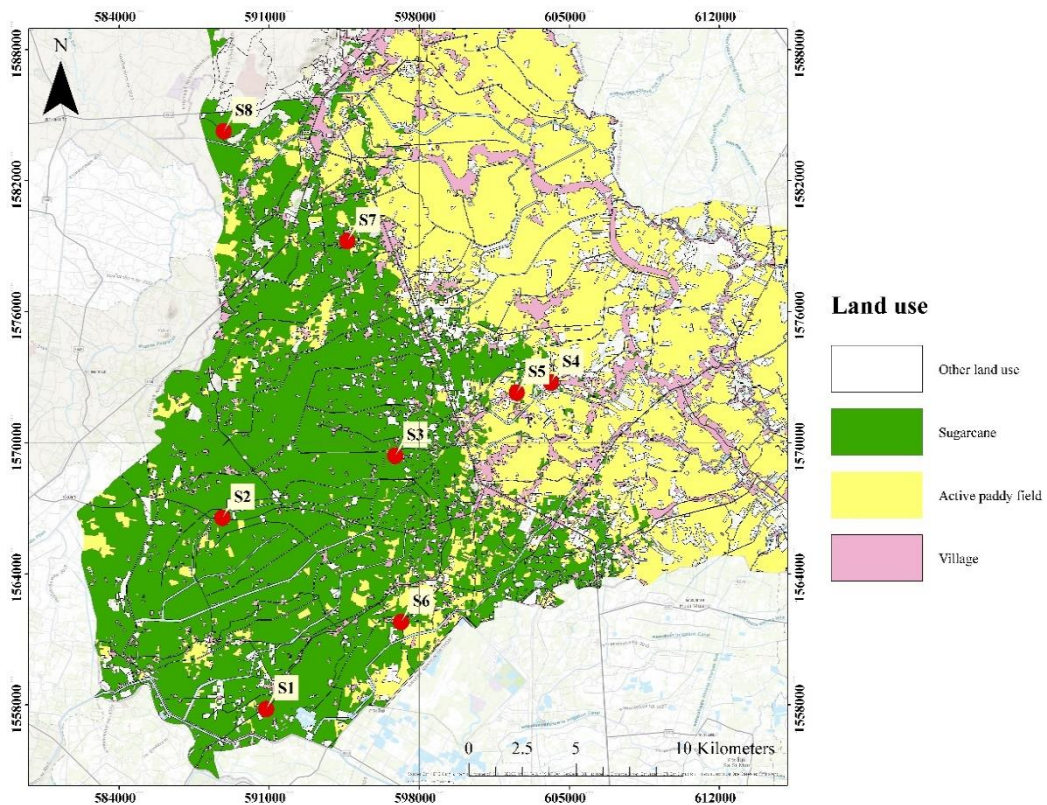 584000 591000 598000 605000 612000
1588000 1588000
N
S8
1582000 1582000
S7
1576000 1576000
Land use
Other land use
S4
S5
Sugarcane
1570000 1570000
S3
Active paddy field
S2
Village
1564000 1564000
S6
S1
1558000 1558000
0 2.5 5 10 Kilometers
584000 591000 598000 605000 612000